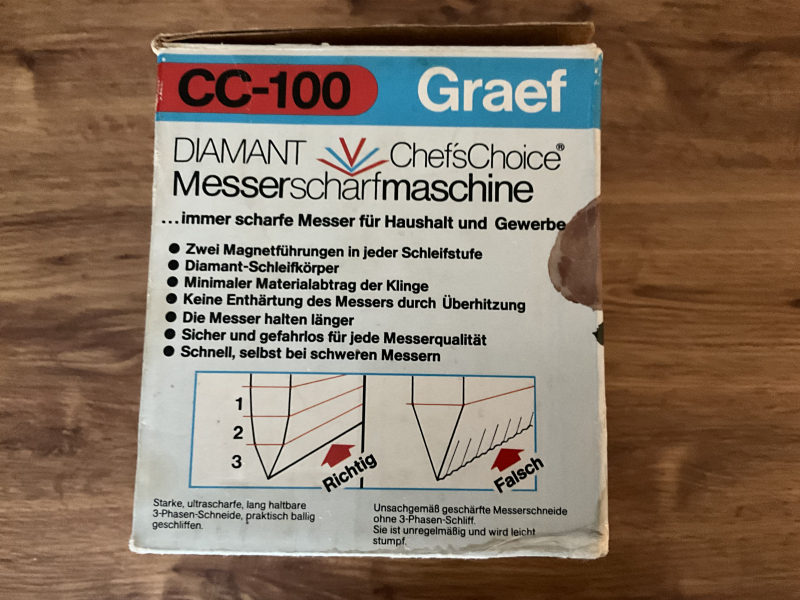 CC-100 Graef
DIAMANT Chef'sChoice®
Messerscharfmaschine
...immer scharfe Messer für Haushalt und Gewerbe
● Zwei Magnetführungen in jeder Schleifstufe
● Diamant-Schleifkörper
● Minimaler Materialabtrag der Klinge
● Keine Enthärtung des Messers durch Überhitzung
● Die Messer halten länger
● Sicher und gefahrlos für jede Messerqualität
● Schnell, selbst bei schweren Messern
1
2
3
Richtig
Falsch
Starke, ultrascharfe, lang haltbare
3-Phasen-Schneide, praktisch ballig
geschliffen.
Unsachgemäß geschärfte Messerschneide
ohne 3-Phasen-Schliff.
Sie ist unregelmäßig und wird leicht
stumpf.